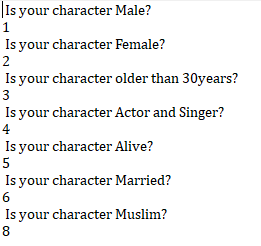 Is your character Male?
1
Is your character Female?
2
Is your character older than 30years?
3
Is your character Actor and Singer?
4
Is your character Alive?
5
Is your character Married?
6
Is your character Muslim?
8